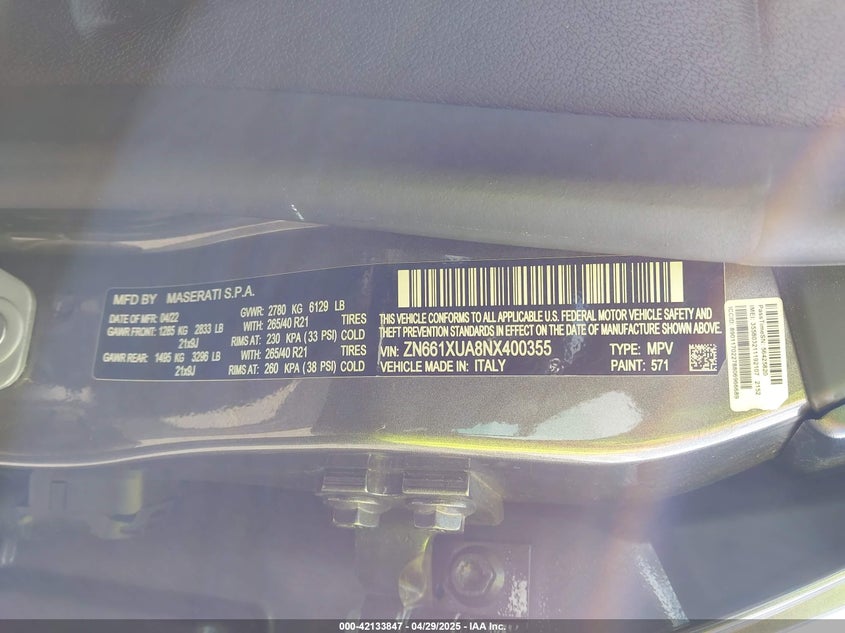 MFD BY MASERATI S.P.A.
DATE OF MFR: 04/22 GVWR: 2780 KG 6129 LB
GAWR FRONT: 1285 KG 2833 LB WITH: 265/40 R21 TIRES
21x9J RIMS AT: 230 KPA (33 PSI) COLD
GAWR REAR: 1495 KG 3296 LB WITH: 265/40 R21 TIRES
21x9J RIMS AT: 260 KPA (38 PSI) COLD
THIS VEHICLE CONFORMS TO ALL APPLICABLE U.S. FEDERAL MOTOR VEHICLE SAFETY AND
THEFT PREVENTION STANDARDS IN EFFECT ON THE DATE OF MANUFACTURE SHOWN ABOVE.
VIN: ZN661XUA8NX400355 TYPE: MPV
VEHICLE MADE IN: ITALY PAINT: 571
000-42133847 - 04/29/2025 - IAA Inc.